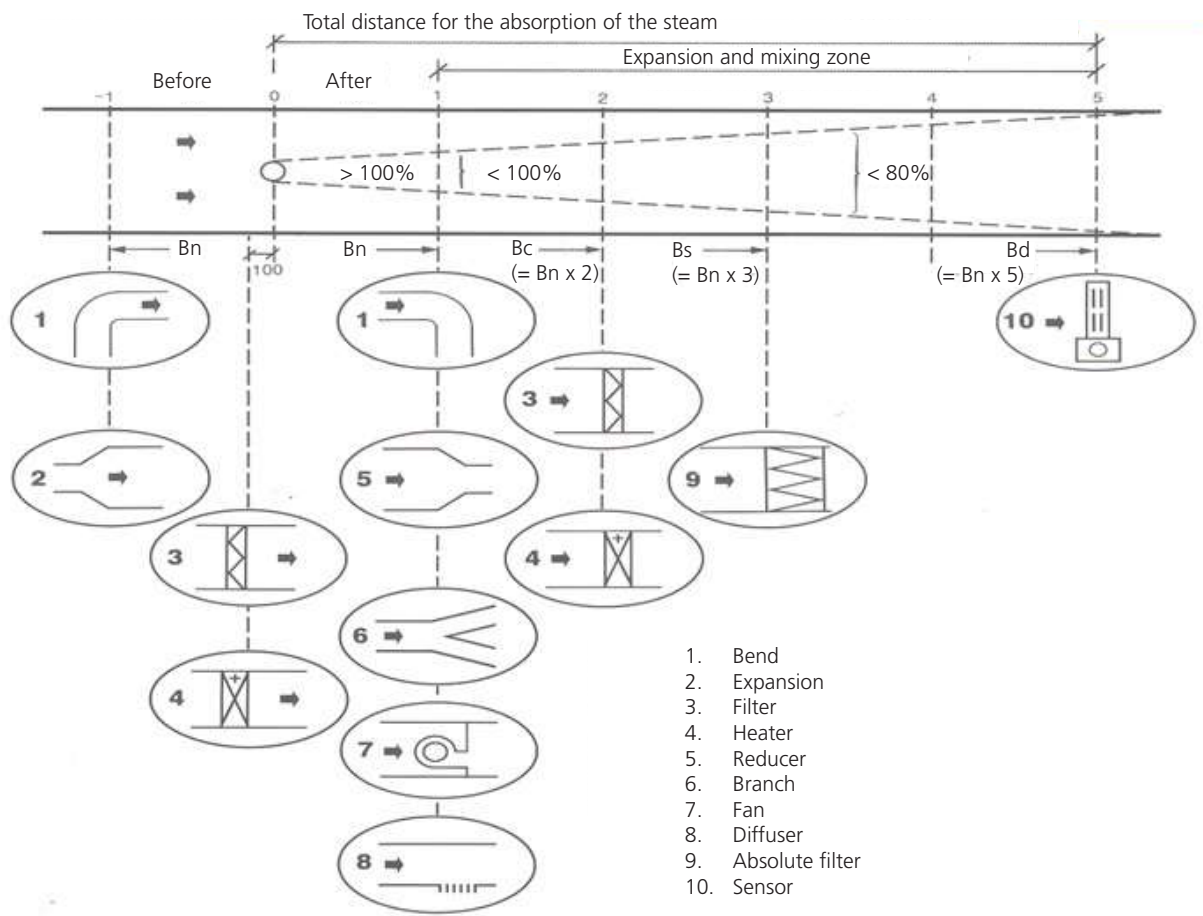 Total distance for the absorption of the steam
Expansion and mixing zone
Before After
-1 0 1 2 3 4 5
> 100% < 100% < 80%
Bn Bn Bc Bs Bd
100 (= Bn x 2) (= Bn x 3) (= Bn x 5)
1 1 10
3
2 5 9
3 4
6
4
7
8
1. Bend
2. Expansion
3. Filter
4. Heater
5. Reducer
6. Branch
7. Fan
8. Diffuser
9. Absolute filter
10. Sensor